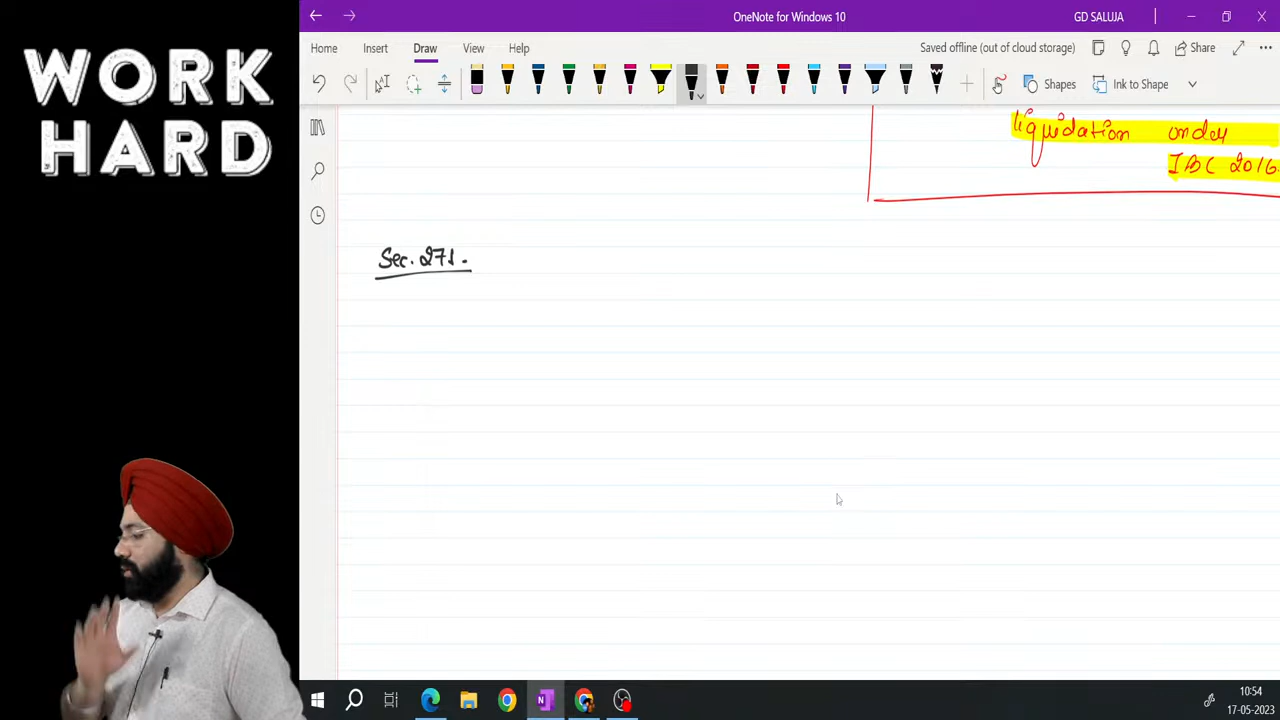 WORK
HARD
OneNote for Windows 10
GD SALUJA
Home Insert Draw View Help
Saved offline (out of cloud storage)
Share
Shapes
Ink to Shape
liquidation under
IBC 2016.
Sec. 271.
10:54
17-05-2023